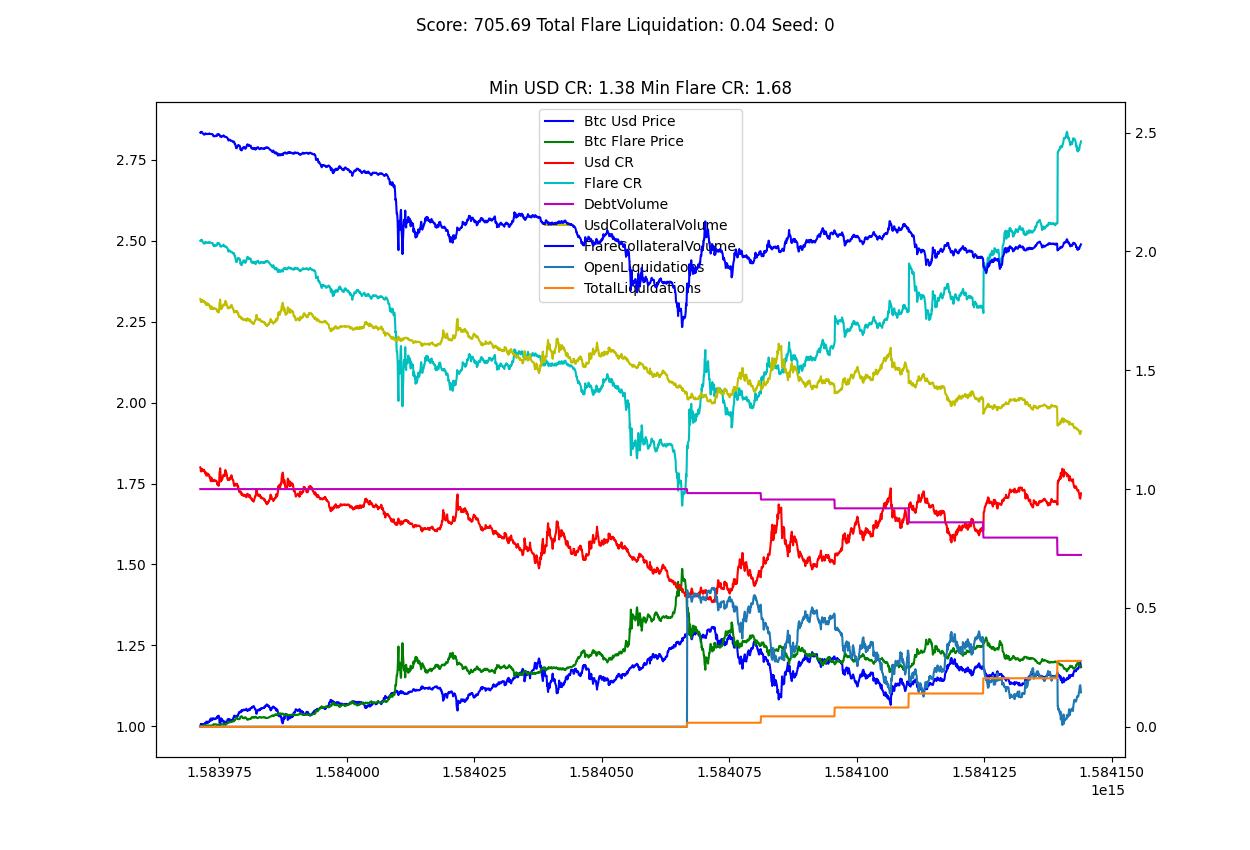 Score: 705.69 Total Flare Liquidation: 0.04 Seed: 0
Min USD CR: 1.38 Min Flare CR: 1.68
Btc Usd Price
Btc Flare Price
Usd CR
Flare CR
DebtVolume
UsdCollateralVolume
FlareCollateralVolume
OpenLiquidations
TotalLiquidations
2.75
2.50
2.25
2.00
1.75
1.50
1.25
1.00
2.5
2.0
1.5
1.0
0.5
0.0
1.583975
1.584000
1.584025
1.584050
1.584075
1.584100
1.584125
1.584150
1e15